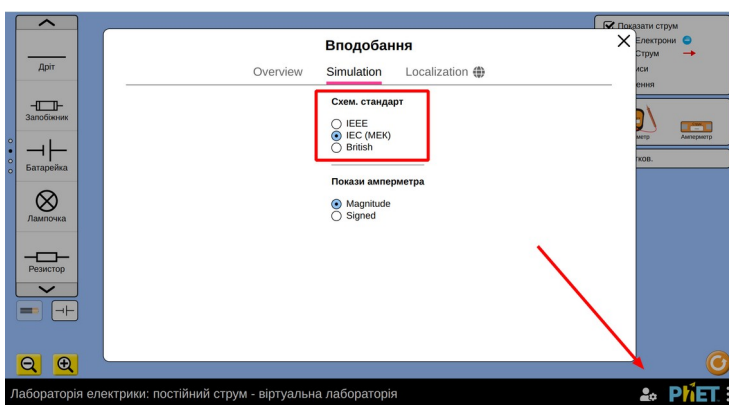 Показати струм
Електрони
Струм
Вподобання
Overview Simulation Localization
Дріт
Запобіжник
Батарейка
Лампочка
Резистор
Схем. стандарт
IEEE
IEC (МЕК)
British
Покази амперметра
Magnitude
Signed
Амперметр
Лабораторія електрики: постійний струм - віртуальна лабораторія
PhET